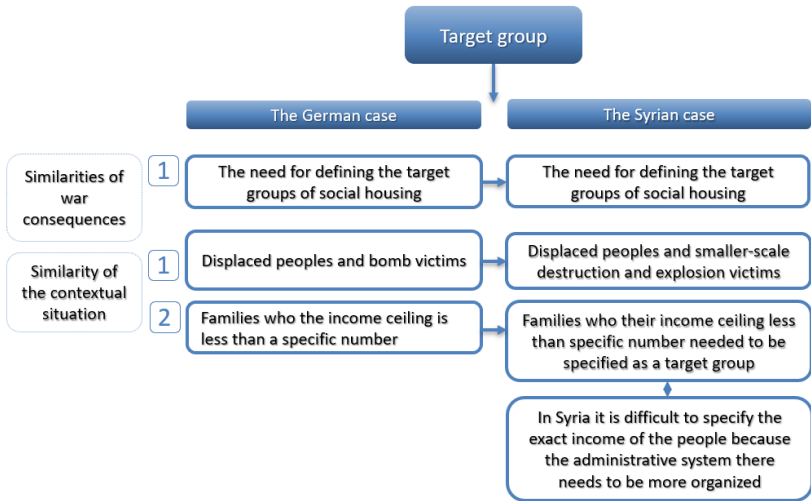 Target group
The German case
The Syrian case
Similarities of
war
consequences
1
The need for defining the target
groups of social housing
The need for defining the target
groups of social housing
Similarity of
the contextual
situation
1
Displaced peoples and bomb victims
Displaced peoples and smaller-scale
destruction and explosion victims
2
Families who the income ceiling is
less than a specific number
Families who their income ceiling less
than specific number needed to be
specified as a target group
In Syria it is difficult to specify the
exact income of the people because
the administrative system there
needs to be more organized